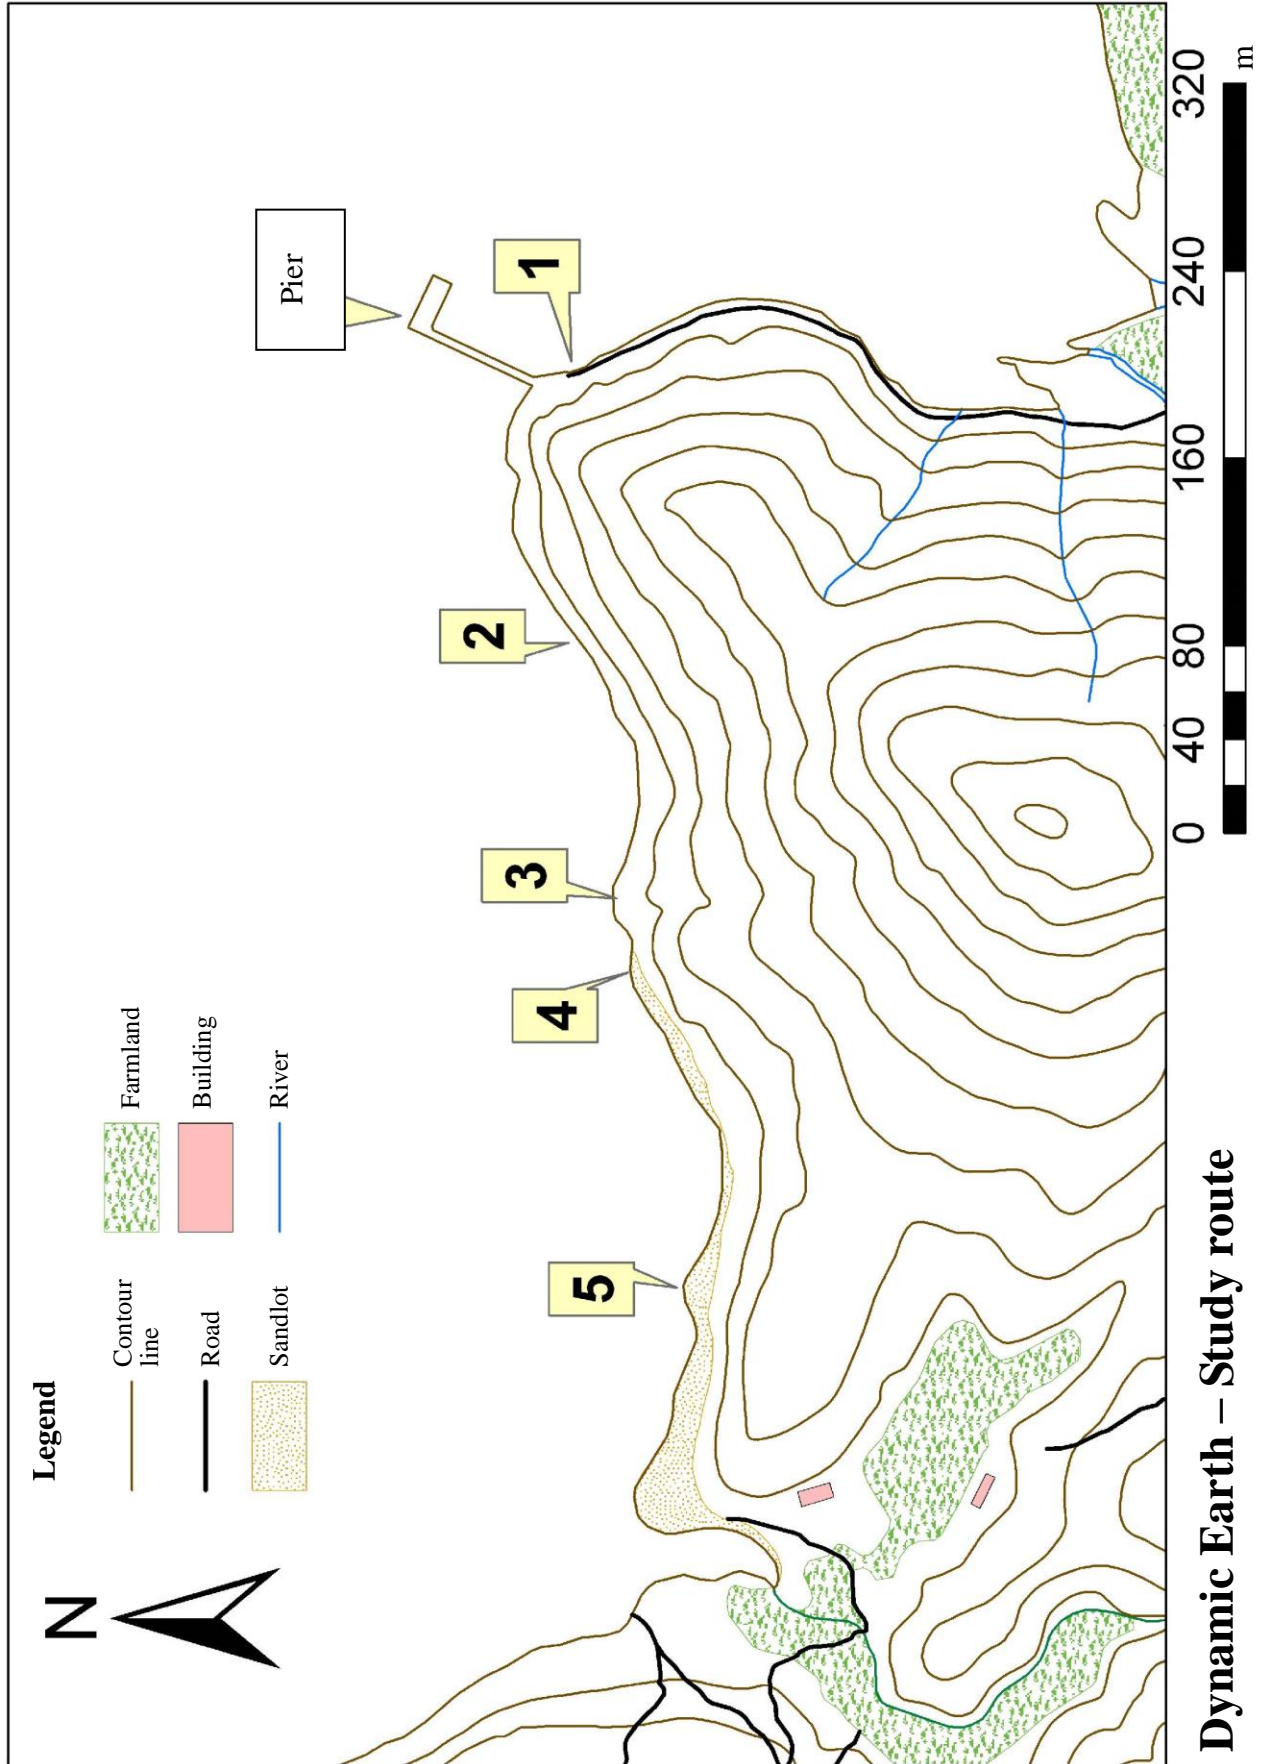 N
Legend
Contour
line
Farmland
Road
Building
Sandlot
River
Pier
1
2
3
4
5
Dynamic Earth – Study route
0 40 80 160 240 320
m